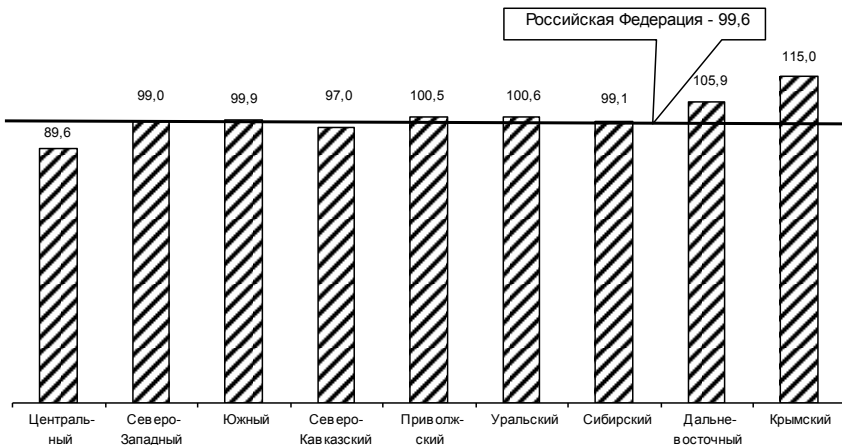 Российская Федерация - 99,6
115,0
105,9
99,0
99,9
97,0
100,5
100,6
99,1
89,6
Централь-
ный
Северо-
Западный
Южный
Северо-
Кавказский
Приволж-
ский
Уральский
Сибирский
Дальне-
восточный
Крымский